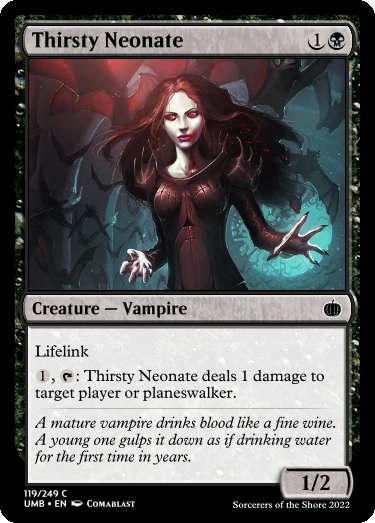 Thirsty Neonate 1
Creature — Vampire
Lifelink
1, T: Thirsty Neonate deals 1 damage to
target player or planeswalker.
A mature vampire drinks blood like a fine wine.
A young one gulps it down as if drinking water
for the first time in years.
1/2
119/249 C
UMB • EN Comablast
Sorcerers of the Shore 2022